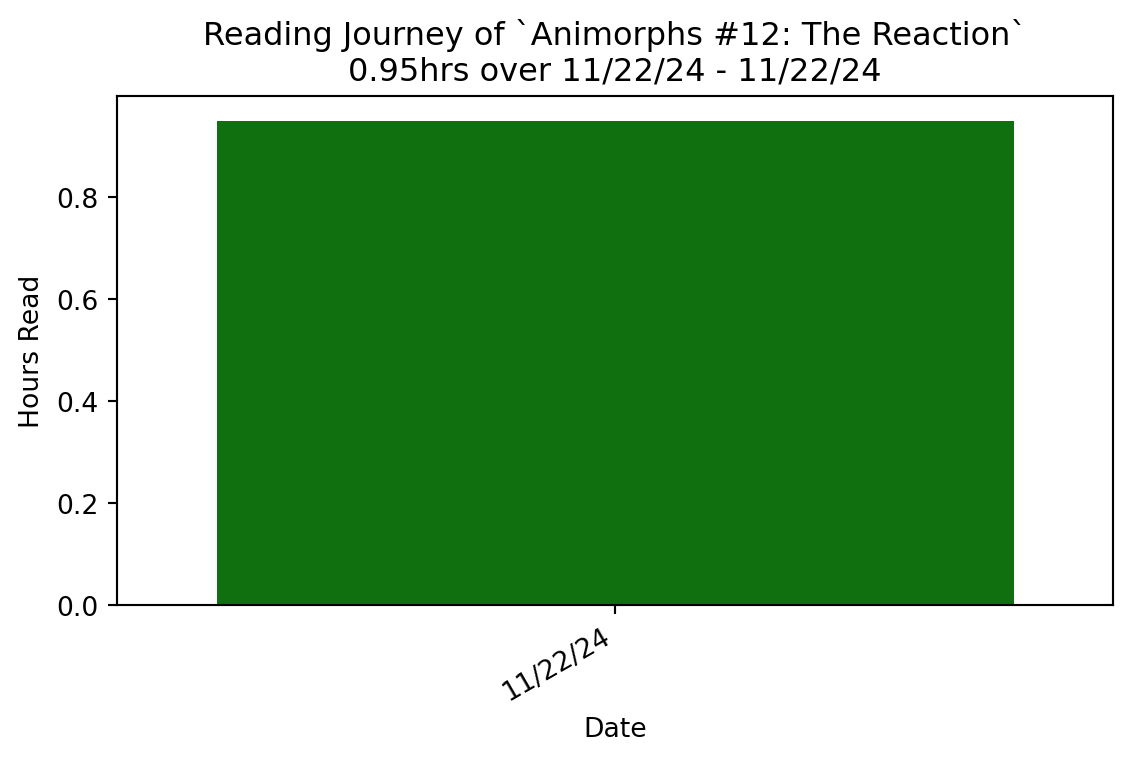 Reading Journey of `Animorphs #12: The Reaction`
0.95hrs over 11/22/24 - 11/22/24
Hours Read
0.8
0.6
0.4
0.2
0.0
11/22/24
Date